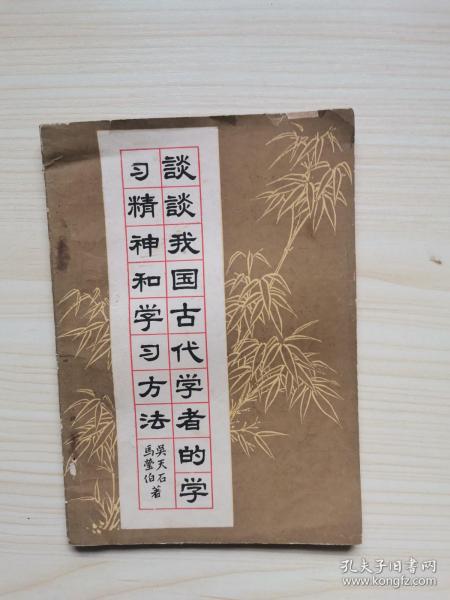 談談我国古代学者的学
习精神和学习方法
吳天石
馬瑩伯著
孔夫子旧书网
www.kongfz.com